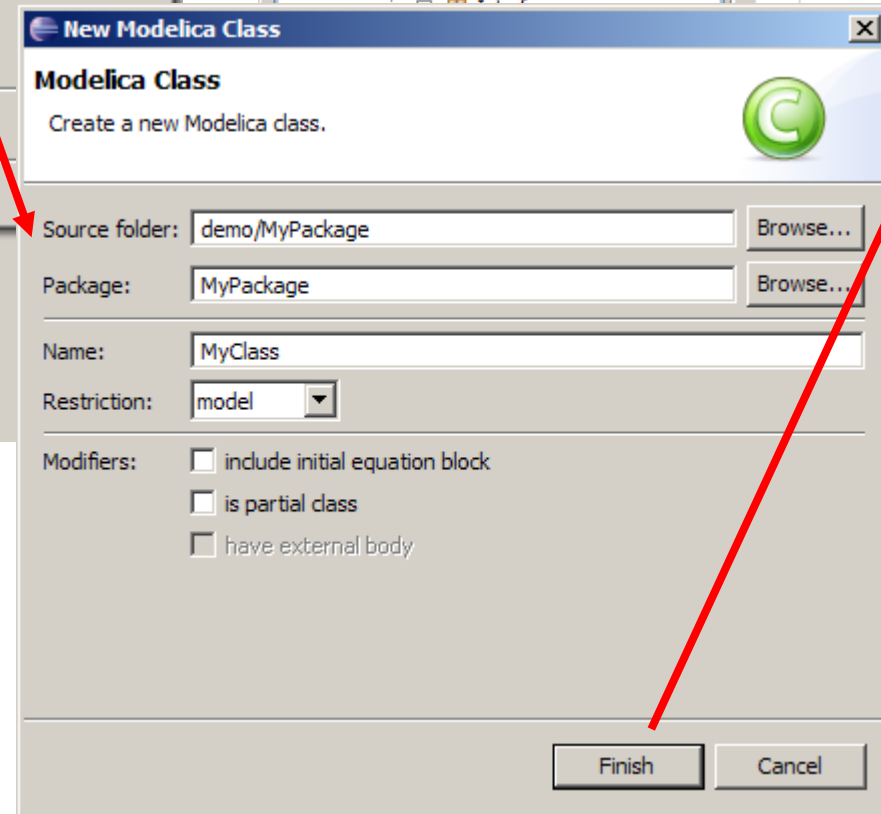 New Modelica Class
Modelica Class
Create a new Modelica class.
Source folder: demo/MyPackage Browse...
Package: MyPackage Browse...
Name: MyClass
Restriction: model
Modifiers: include initial equation block
is partial class
have external body
Finish Cancel